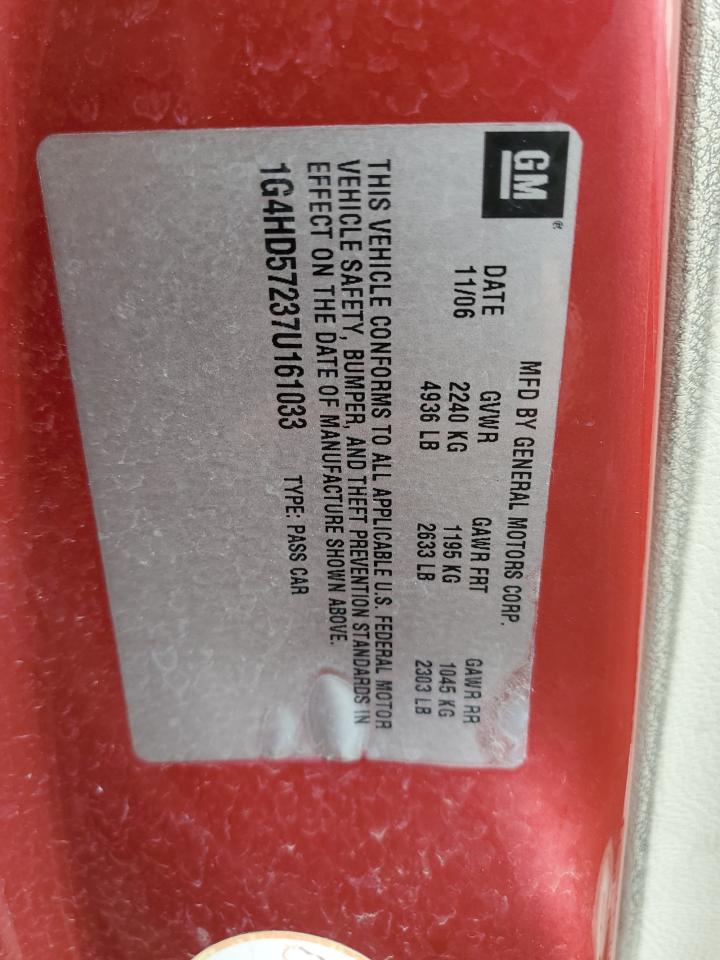 GM®
MFD BY GENERAL MOTORS CORP.
DATE GVWR GAWR FRT GAWR RR
11/06 2240 KG 1195 KG 1045 KG
4936 LB 2633 LB 2303 LB
THIS VEHICLE CONFORMS TO ALL APPLICABLE U.S. FEDERAL MOTOR
VEHICLE SAFETY, BUMPER, AND THEFT PREVENTION STANDARDS IN
EFFECT ON THE DATE OF MANUFACTURE SHOWN ABOVE.
1G4HD57237U161033 TYPE: PASS CAR